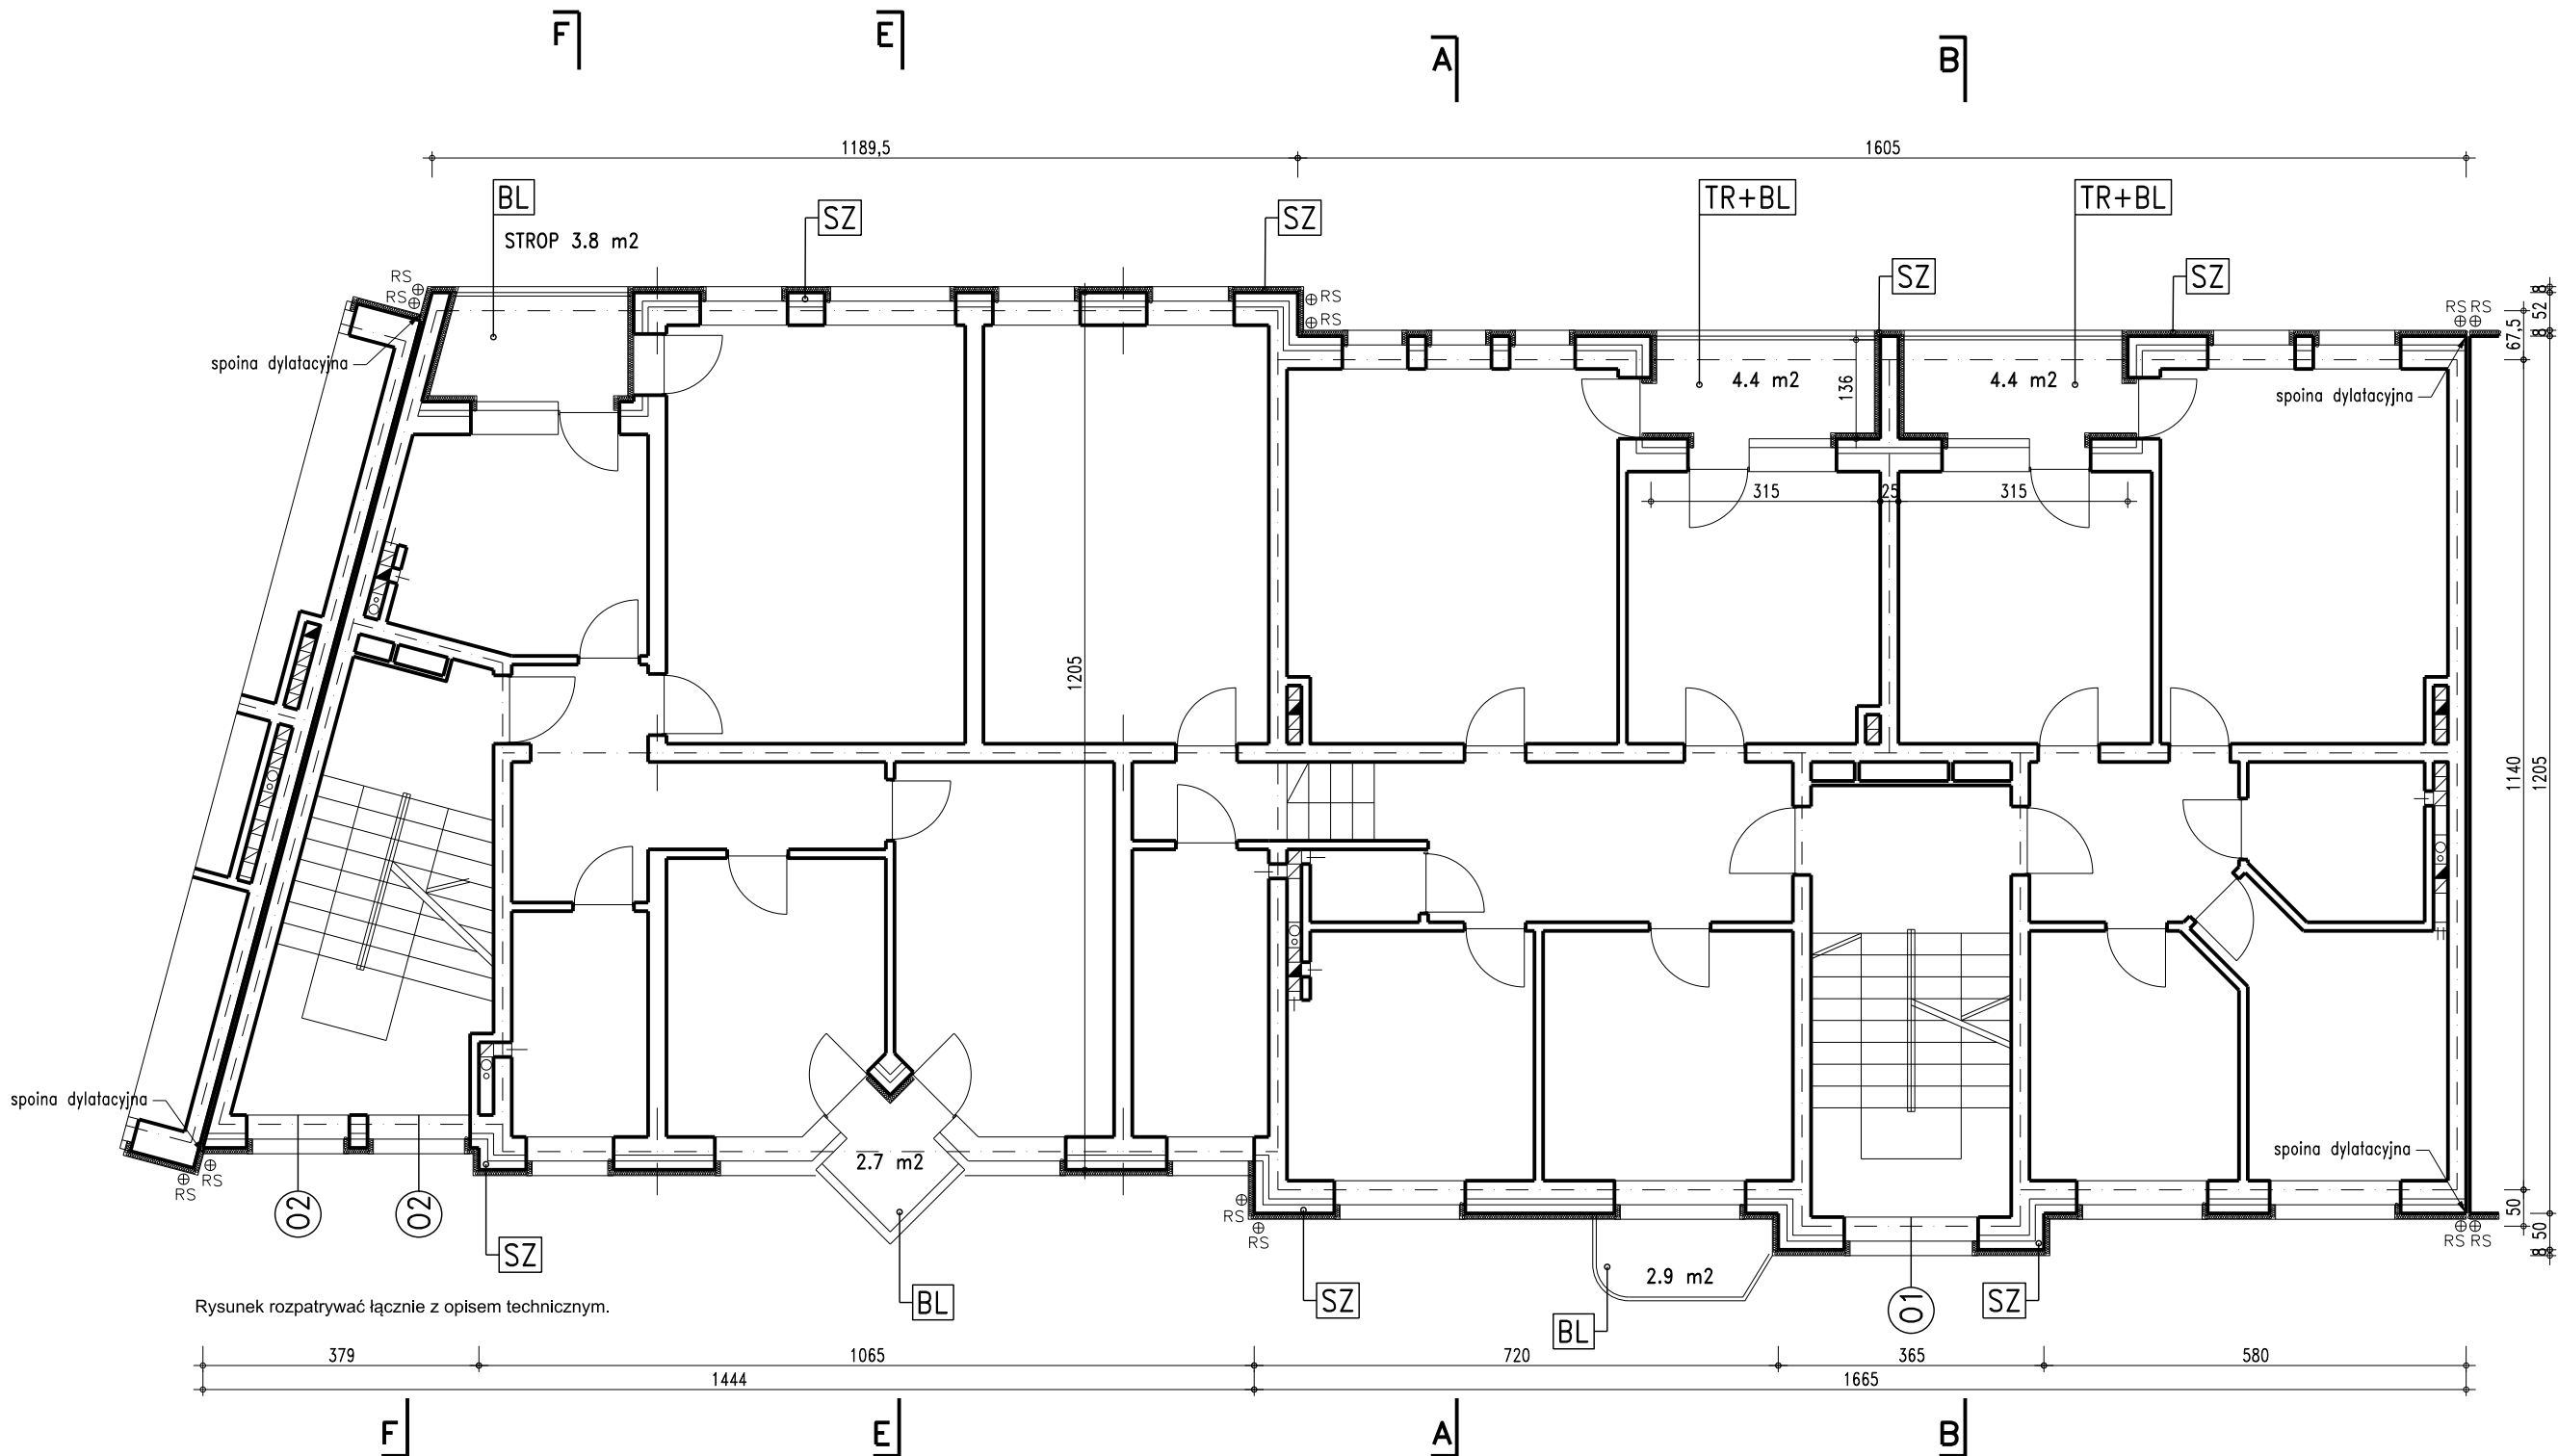 F
E
A
B
1189,5
1605
BL
SZ
SZ
TR+BL
TR+BL
STROP 3.8 m2
SZ
SZ
RS
RS
RS
RS
RS RS
8
52
8
67,5
spoina dylatacyjna
4.4 m2
4.4 m2
136
spoina dylatacyjna
315
25
315
1205
1140
1205
spoina dylatacyjna
2.7 m2
spoina dylatacyjna
RS
RS
02
02
RS
RS
50
50
8
RS RS
SZ
2.9 m2
Rysunek rozpatrywać łącznie z opisem technicznym.
BL
SZ
BL
01
SZ
379
1065
720
365
580
1444
1665
F
E
A
B